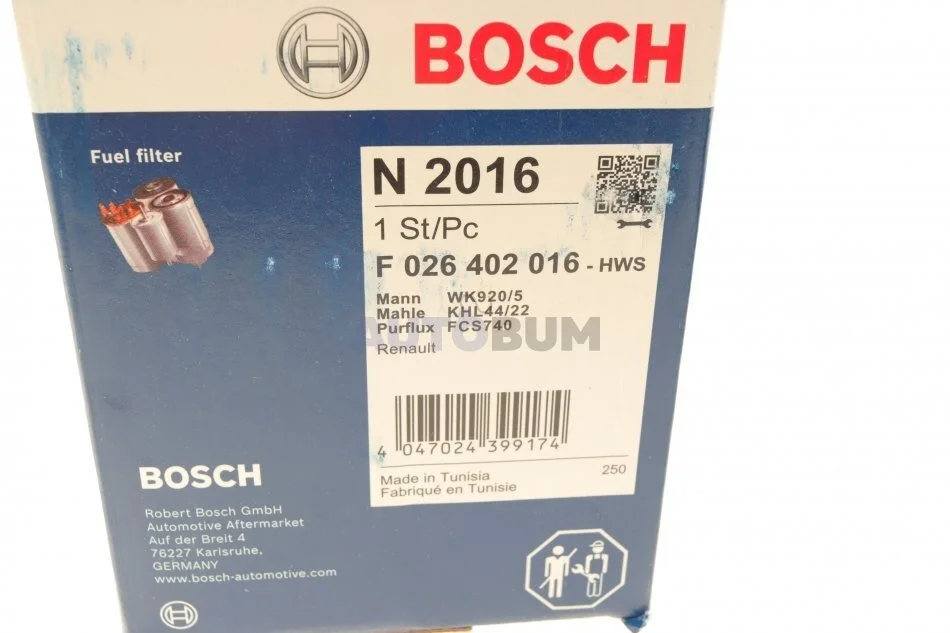 BOSCH
Fuel filter
N 2016
1 St/Pc
F 026 402 016 - HWS
Mann WK920/5
Mahle KHL44/22
Purflux FCS740
AUTOBUM
Renault
4 047024 399174
Made in Tunisia
Fabriqué en Tunisie
250
BOSCH
Robert Bosch GmbH
Automotive Aftermarket
Auf der Breit 4
76227 Karlsruhe,
GERMANY
www.bosch-automotive.com